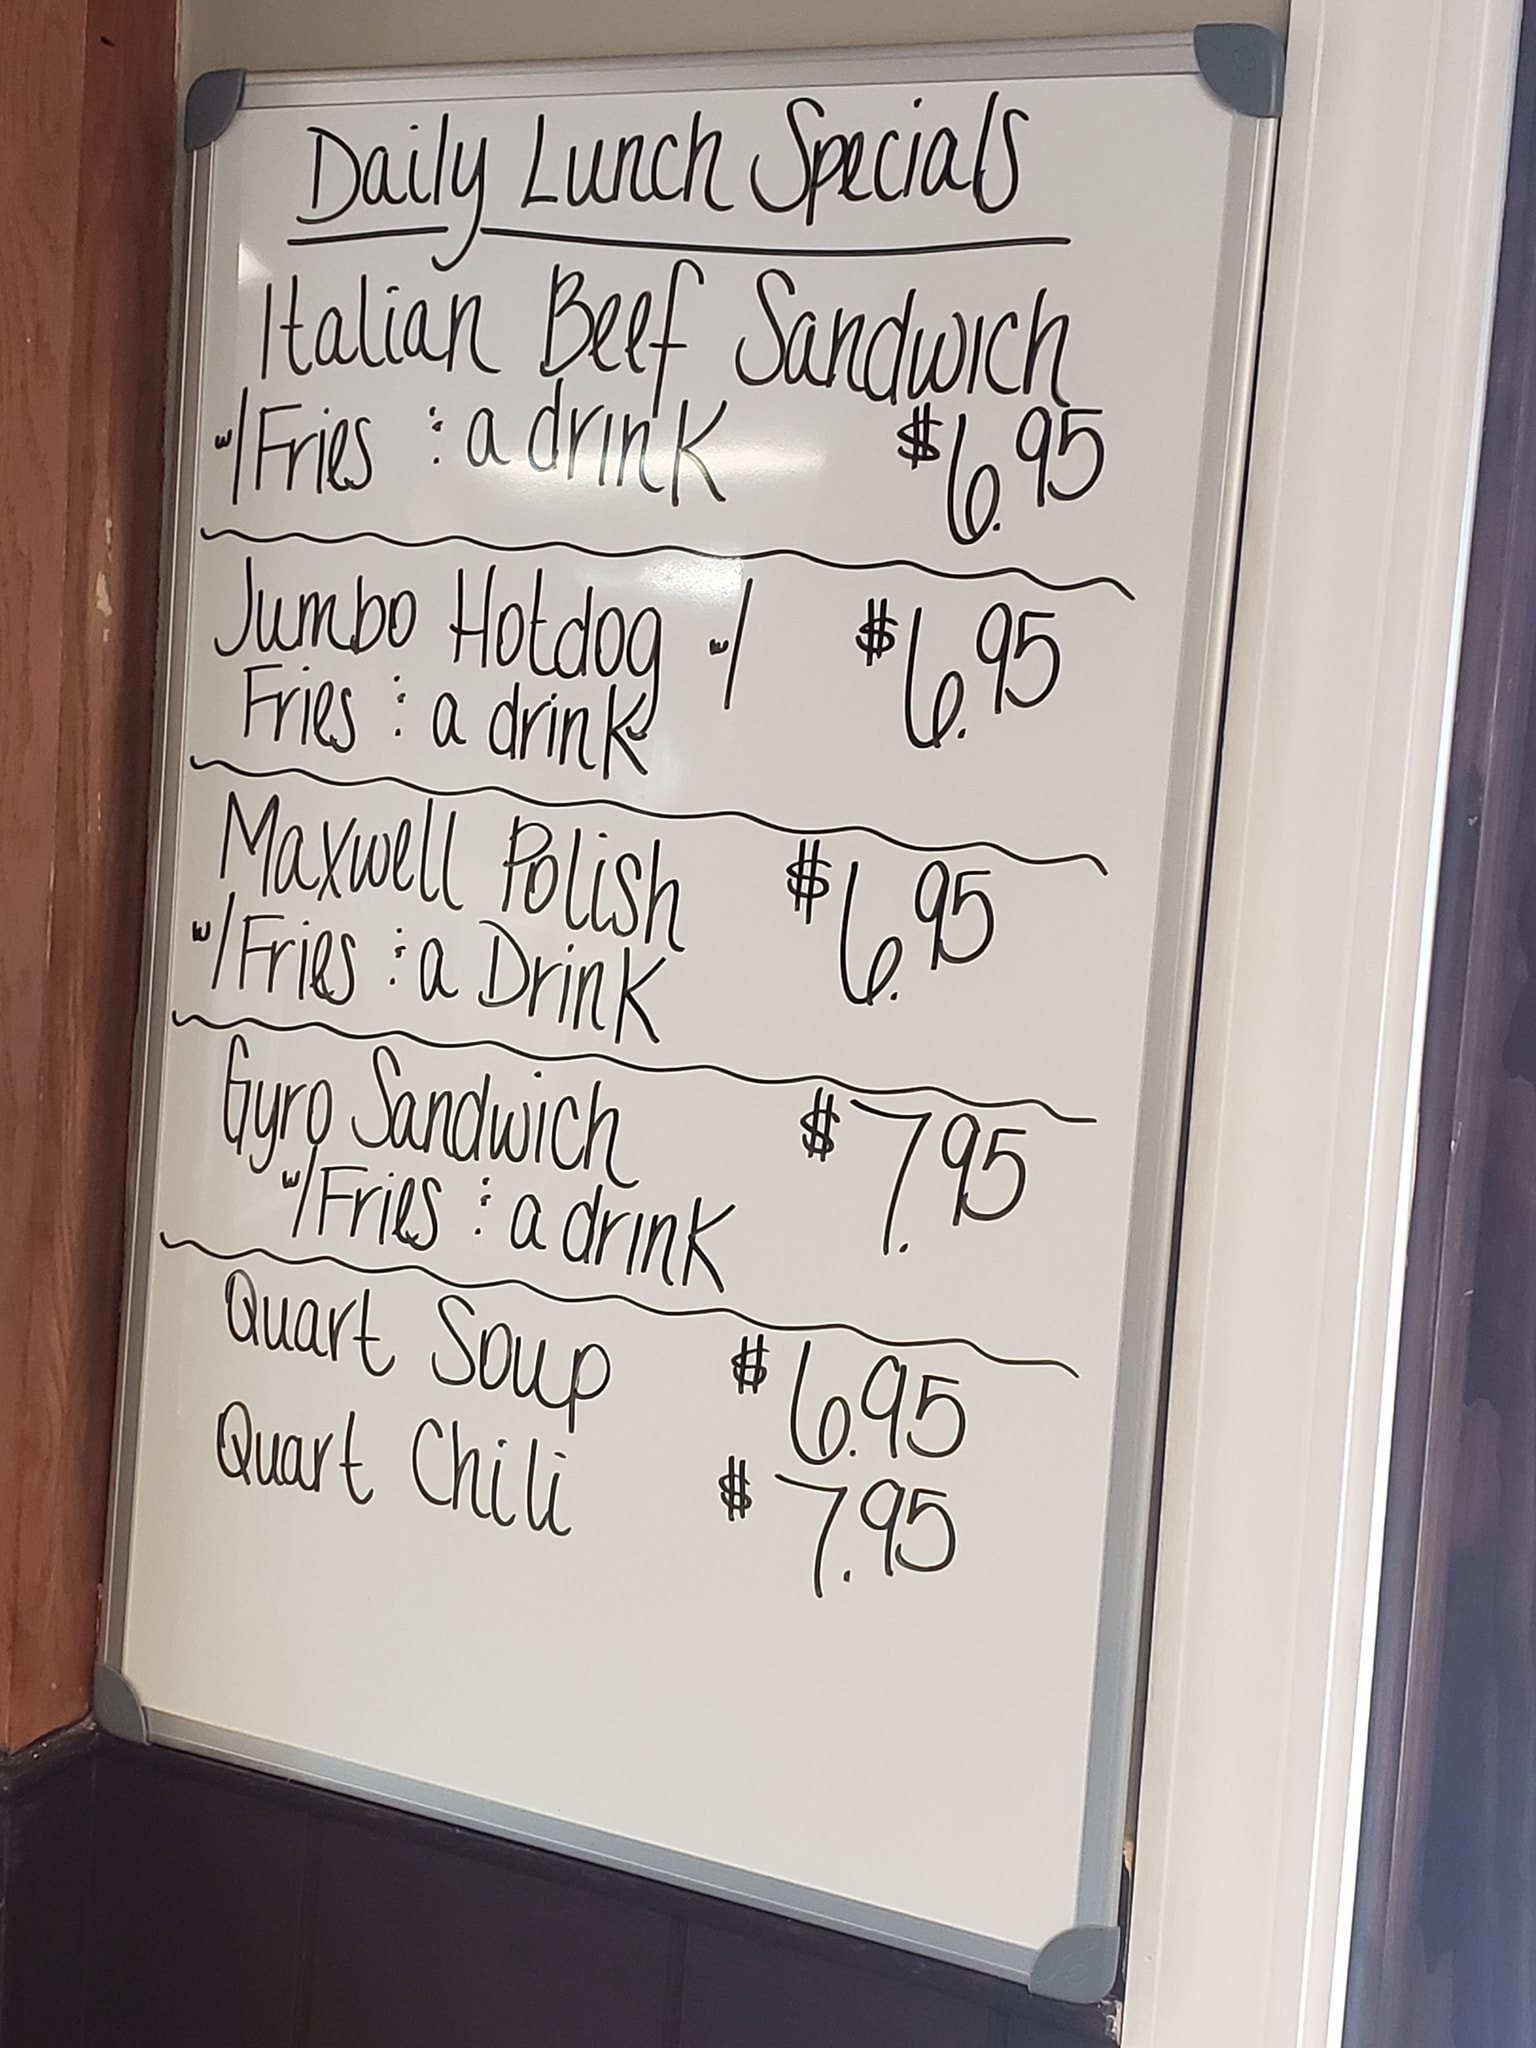 Daily Lunch Specials
Italian Beef Sandwich
w/Fries & a drink $6.95
Jumbo Hotdog w/ $6.95
Fries & a drink
Maxwell Polish $6.95
w/Fries & a Drink
Gyro Sandwich $7.95
w/Fries & a drink
Quart Soup $6.95
Quart Chili $7.95